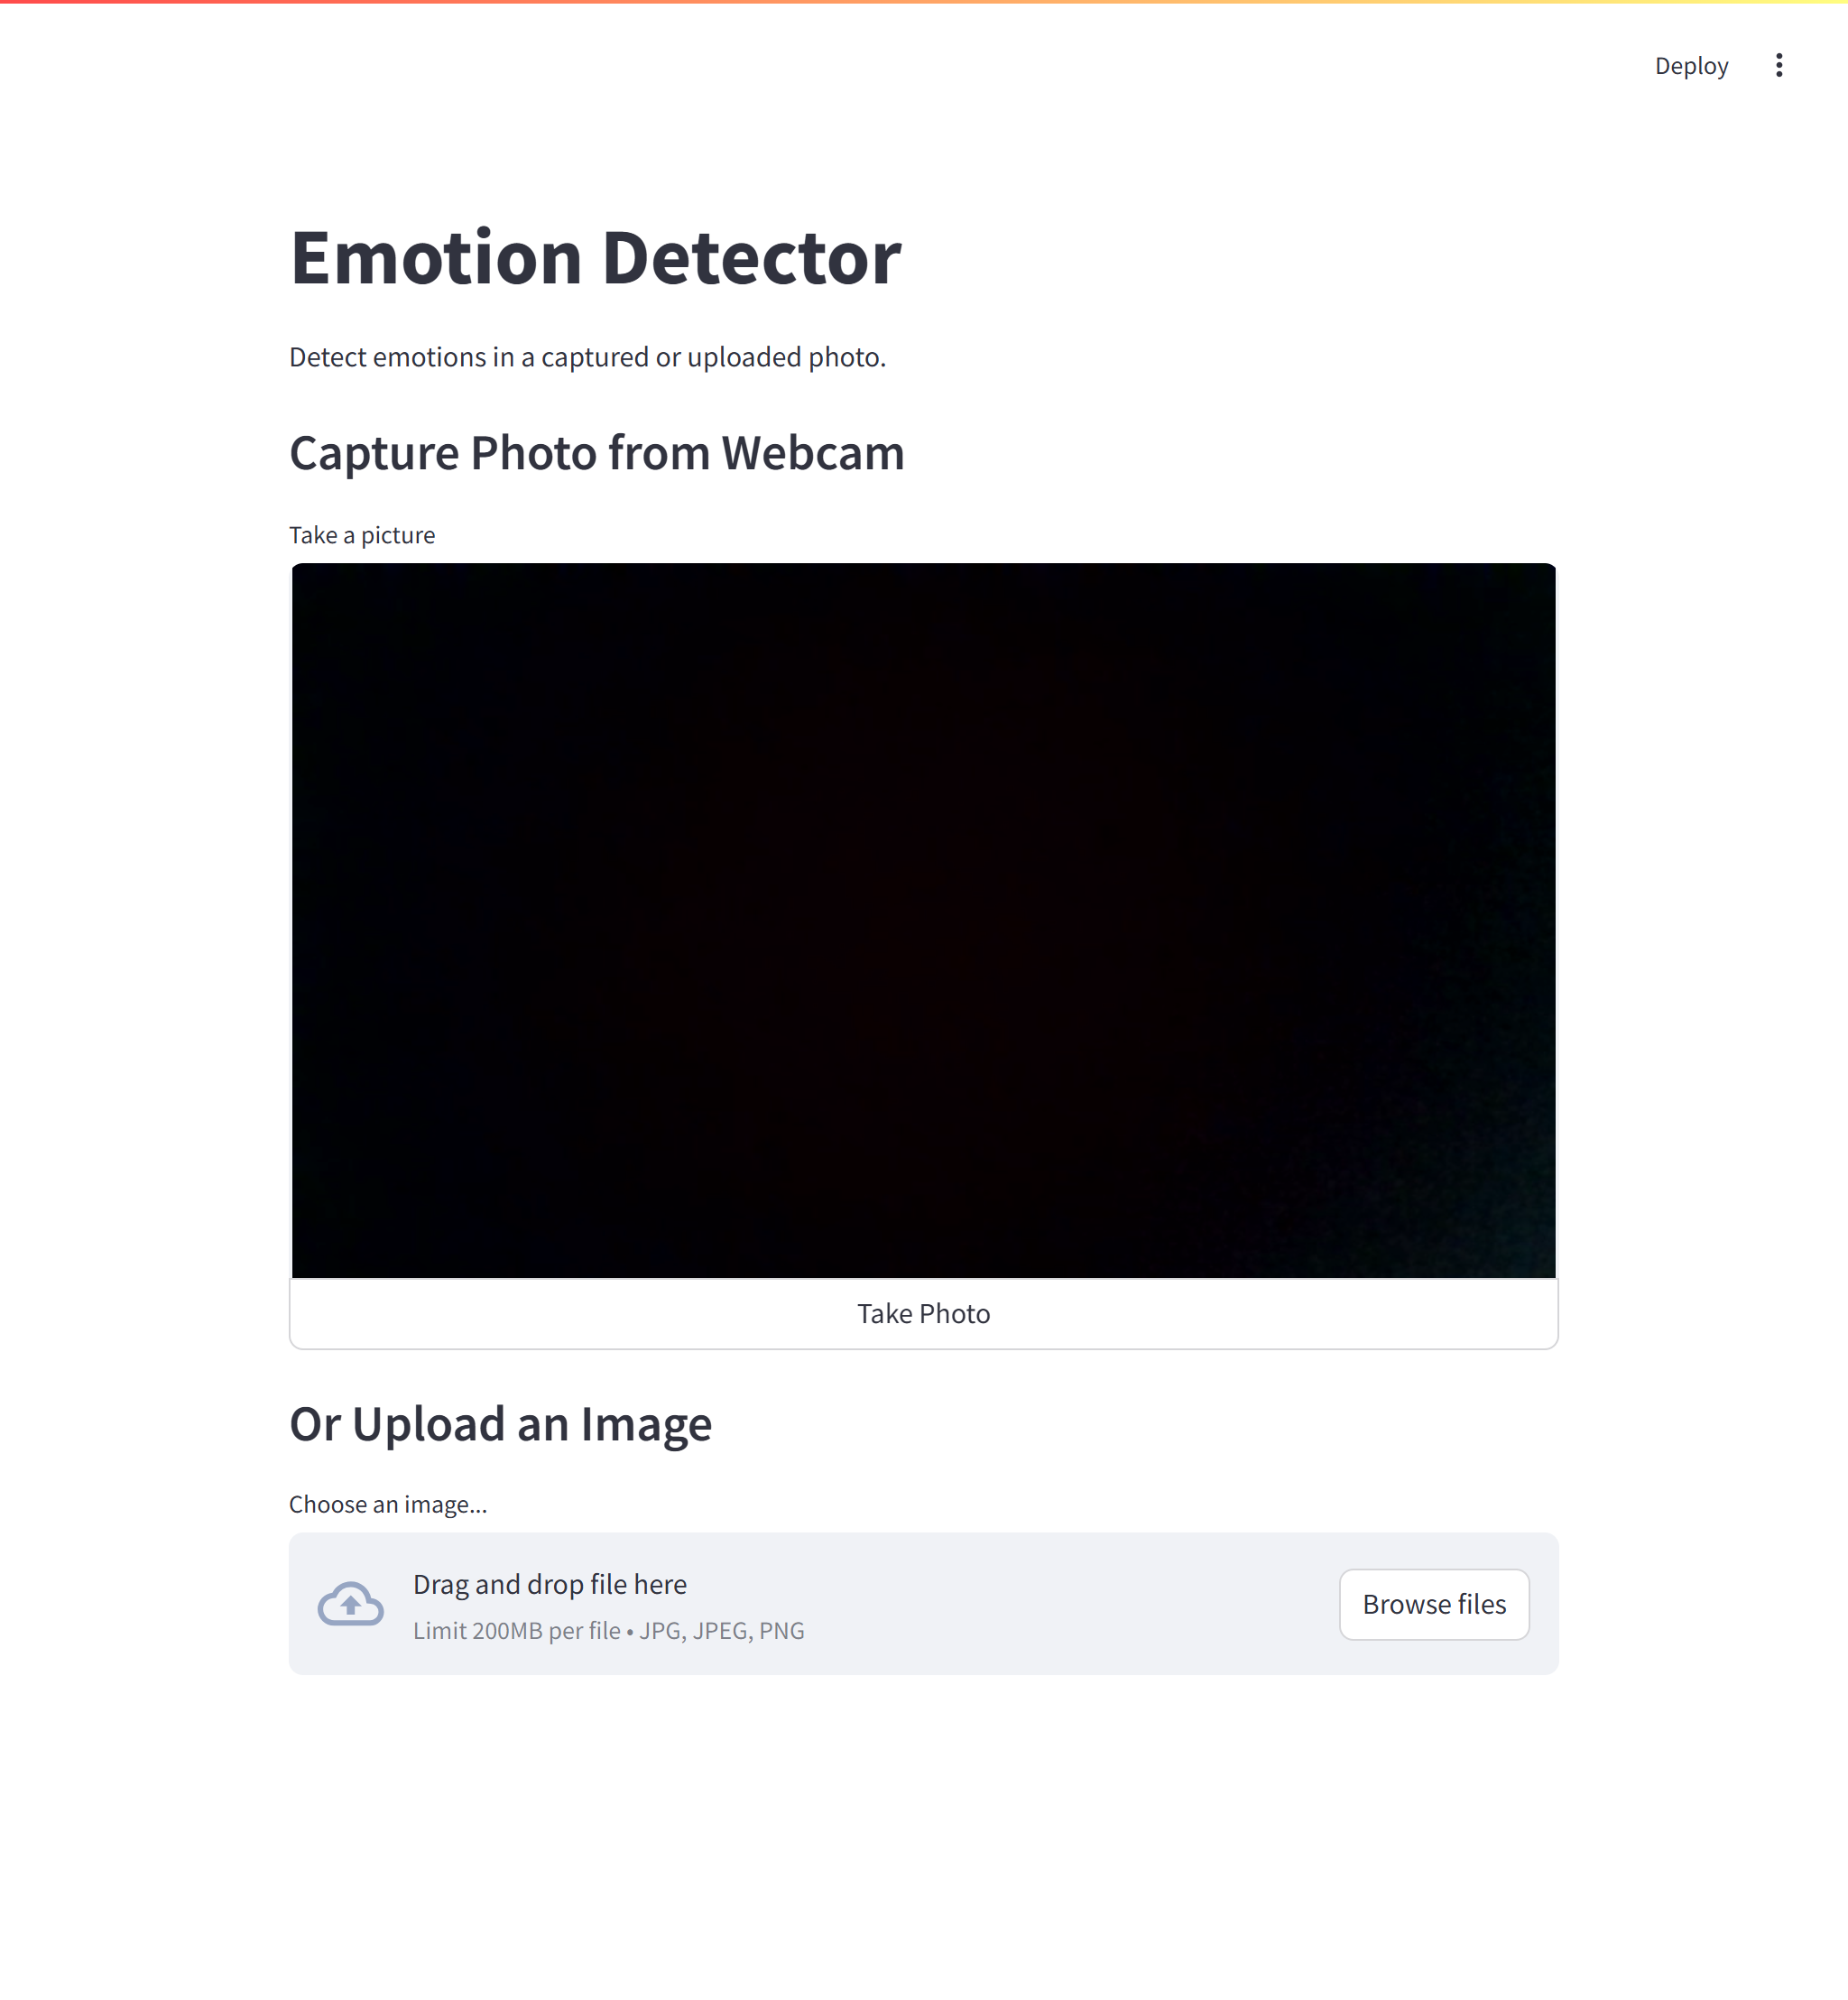 Deploy
Emotion Detector
Detect emotions in a captured or uploaded photo.
Capture Photo from Webcam
Take a picture
Take Photo
Or Upload an Image
Choose an image...
Drag and drop file here
Limit 200MB per file • JPG, JPEG, PNG
Browse files